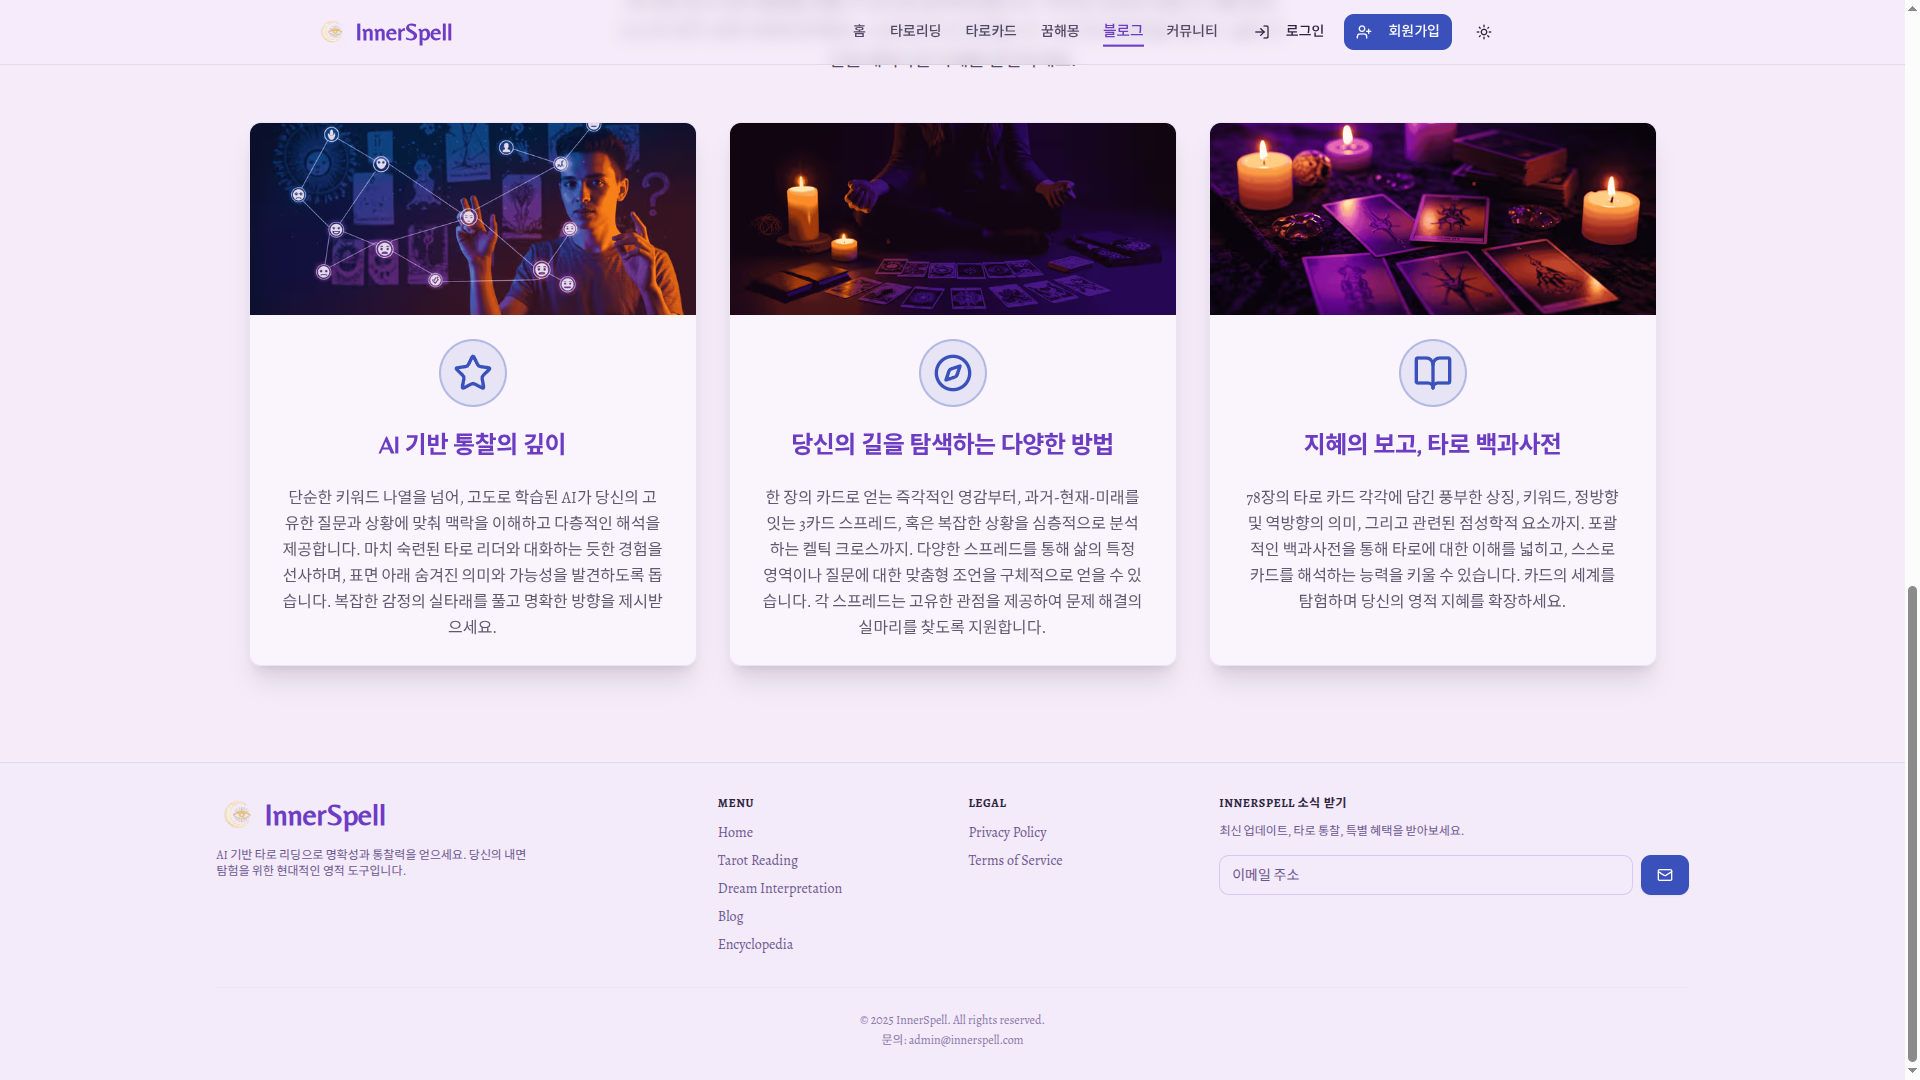 InnerSpell
홈
타로리딩
타로카드
꿈해몽
블로그
커뮤니티
로그인
회원가입
AI 기반 통찰의 깊이
단순한 키워드 나열을 넘어, 고도로 학습된 AI가 당신의 고
유한 질문과 상황에 맞춰 맥락을 이해하고 다층적인 해석을
제공합니다. 마치 숙련된 타로 리더와 대화하는 듯한 경험을
선사하며, 표면 아래 숨겨진 의미와 가능성을 발견하도록 돕
습니다. 복잡한 감정의 실타래를 풀고 명확한 방향을 제시받
으세요.
당신의 길을 탐색하는 다양한 방법
한 장의 카드로 얻는 즉각적인 영감부터, 과거-현재-미래를
잇는 3카드 스프레드, 혹은 복잡한 상황을 심층적으로 분석
하는 켈틱 크로스까지. 다양한 스프레드를 통해 삶의 특정
영역이나 질문에 대한 맞춤형 조언을 구체적으로 얻을 수 있
습니다. 각 스프레드는 고유한 관점을 제공하여 문제 해결의
실마리를 찾도록 지원합니다.
지혜의 보고, 타로 백과사전
78장의 타로 카드 각각에 담긴 풍부한 상징, 키워드, 정방향
및 역방향의 의미, 그리고 관련된 점성학적 요소까지. 포괄
적인 백과사전을 통해 타로에 대한 이해를 넓히고, 스스로
카드를 해석하는 능력을 키울 수 있습니다. 카드의 세계를
탐험하며 당신의 영적 지혜를 확장하세요.
InnerSpell
AI 기반 타로 리딩으로 명확성과 통찰력을 얻으세요. 당신의 내면
탐험을 위한 현대적인 영적 도구입니다.
MENU
Home
Tarot Reading
Dream Interpretation
Blog
Encyclopedia
LEGAL
Privacy Policy
Terms of Service
INNERSPELL 소식 받기
최신 업데이트, 타로 통찰, 특별 혜택을 받아보세요.
이메일 주소
© 2025 InnerSpell. All rights reserved.
문의: admin@innerspell.com